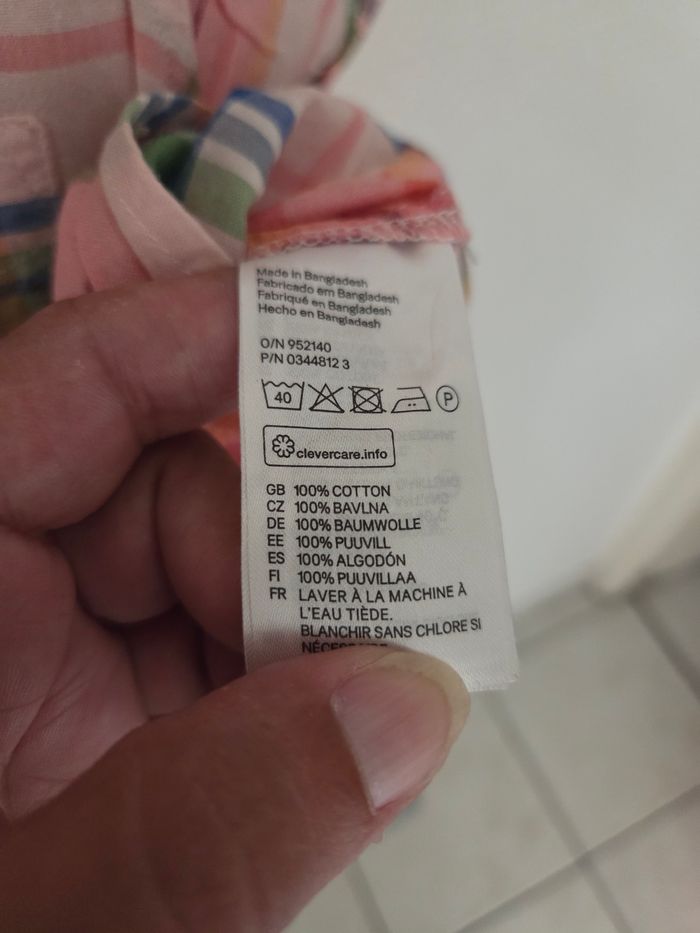 Made in Bangladesh
Fabricado em Bangladesh
Fabriqué en Bangladesh
Hecho en Bangladesh
O/N 952140
P/N 0344812 3
40 P
clevercare.info
GB 100% COTTON
CZ 100% BAVLNA
DE 100% BAUMWOLLE
EE 100% PUUVILL
ES 100% ALGODÓN
FI 100% PUUVILLAA
FR LAVER À LA MACHINE À
L'EAU TIÈDE.
BLANCHIR SANS CHLORE SI